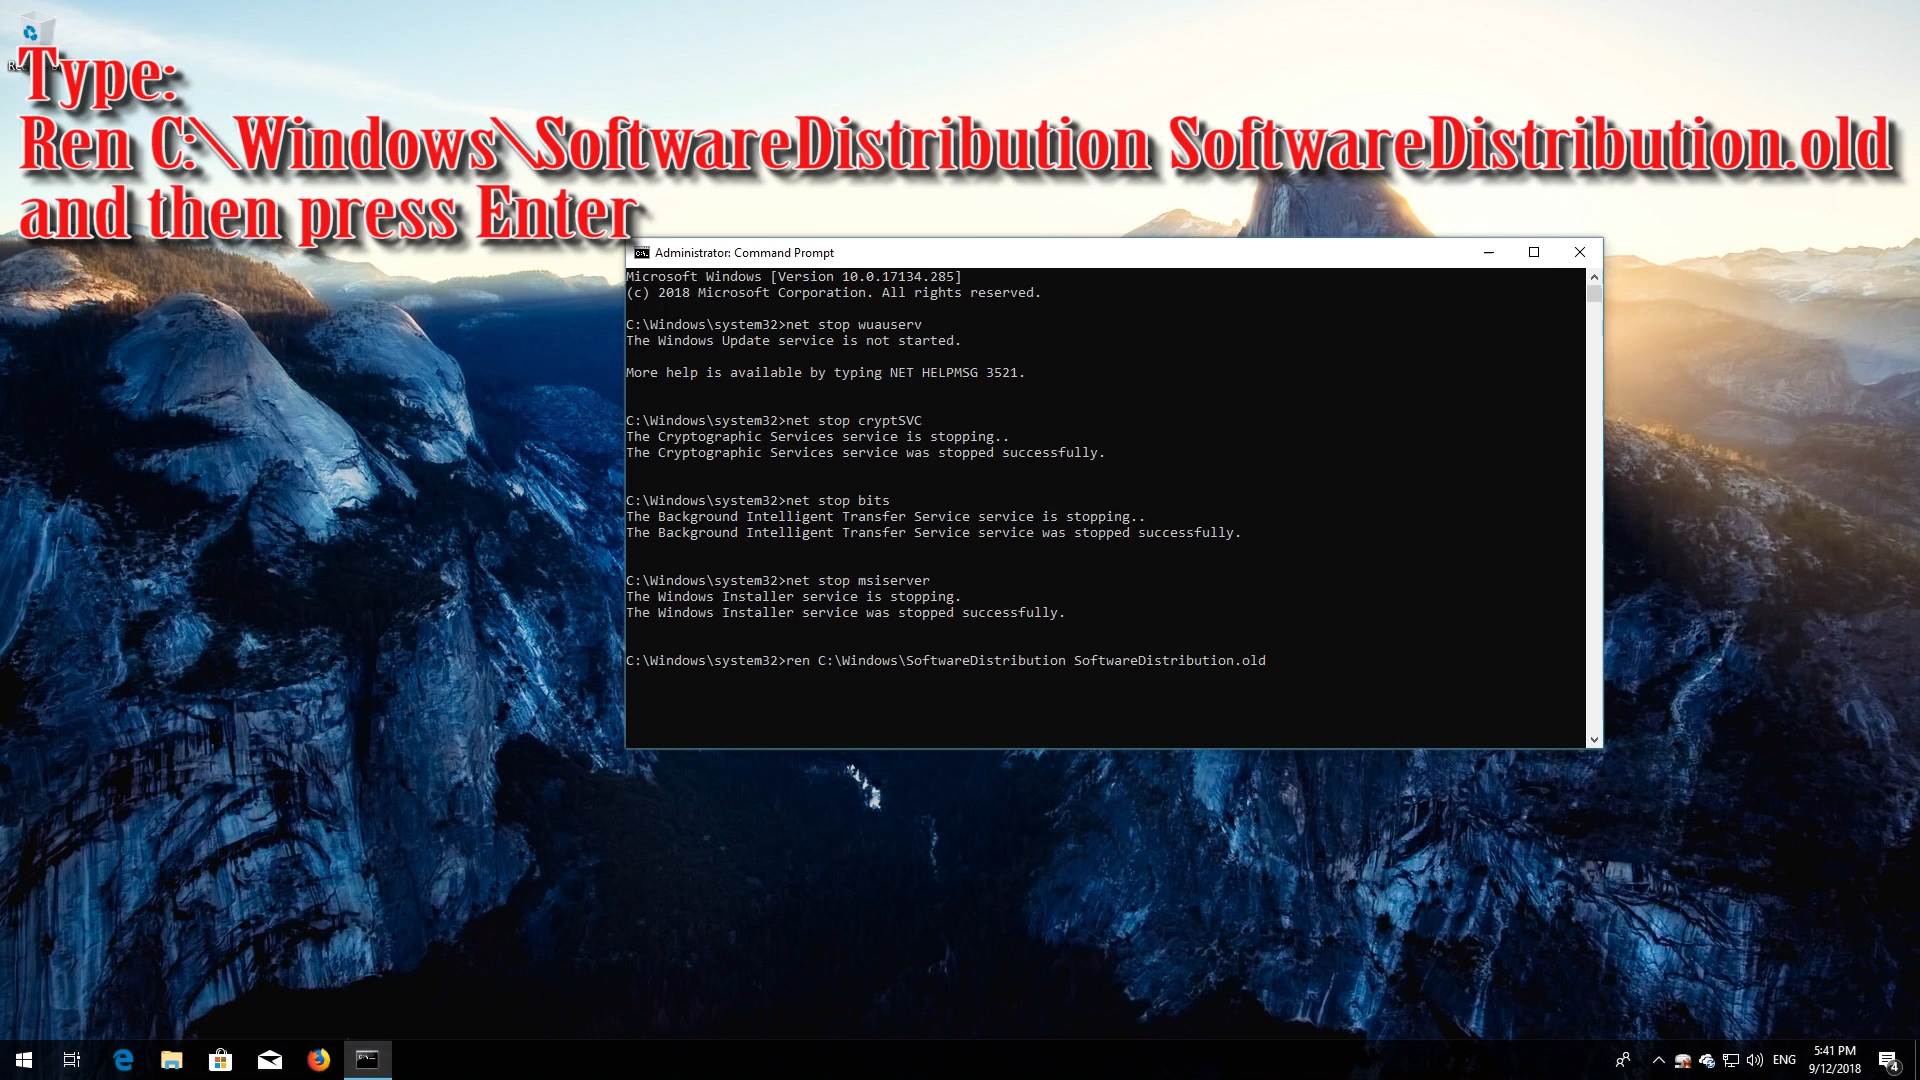 Type:
Ren C:\Windows\SoftwareDistribution SoftwareDistribution.old
and then press Enter
Administrator: Command Prompt
Microsoft Windows [Version 10.0.17134.285]
(c) 2018 Microsoft Corporation. All rights reserved.
C:\Windows\system32>net stop wuauserv
The Windows Update service is not started.
More help is available by typing NET HELPMSG 3521.
C:\Windows\system32>net stop cryptSVC
The Cryptographic Services service is stopping..
The Cryptographic Services service was stopped successfully.
C:\Windows\system32>net stop bits
The Background Intelligent Transfer Service service is stopping..
The Background Intelligent Transfer Service service was stopped successfully.
C:\Windows\system32>net stop msiserver
The Windows Installer service is stopping.
The Windows Installer service was stopped successfully.
C:\Windows\system32>ren C:\Windows\SoftwareDistribution SoftwareDistribution.old
ENG
5:41 PM
9/12/2018
4